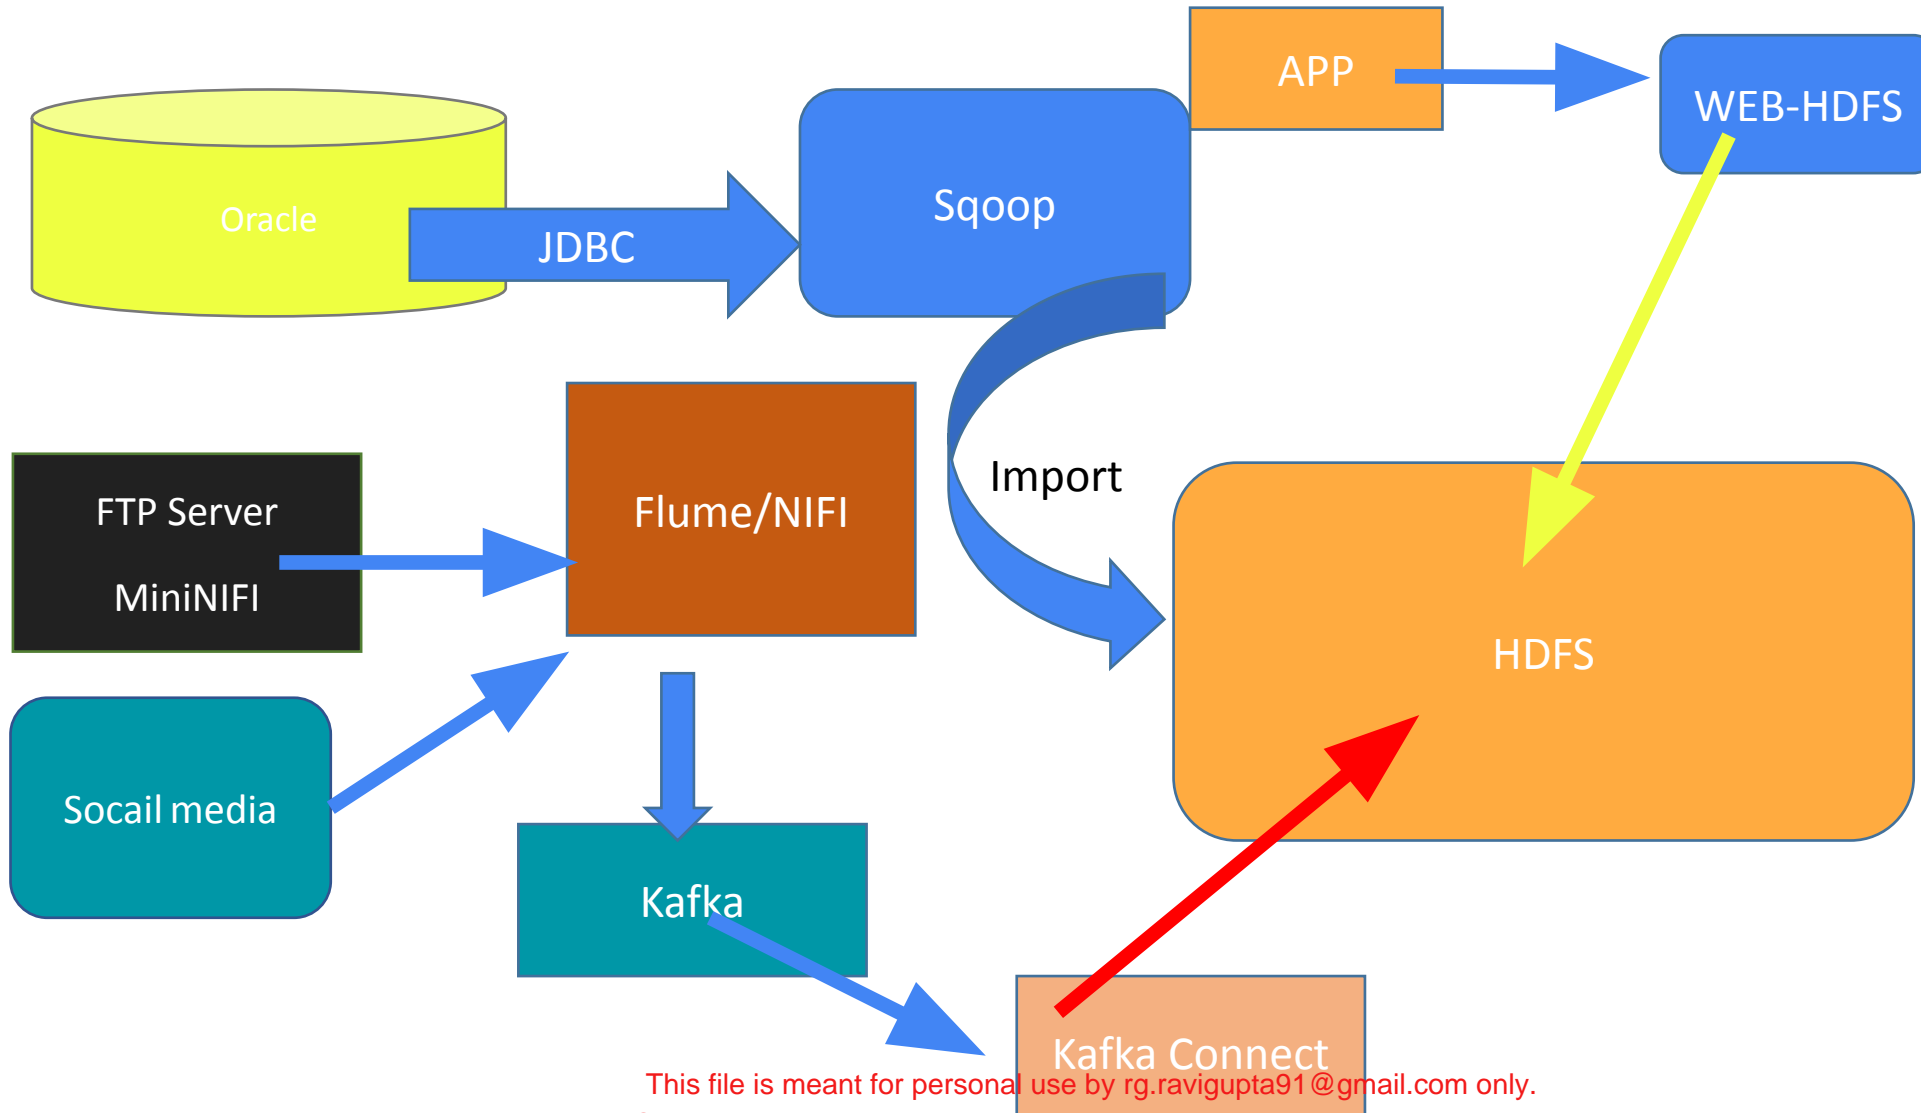 APP
WEB-HDFS
Oracle
JDBC
Sqoop
Import
FTP Server
MiniNIFI
Flume/NIFI
HDFS
Socail media
Kafka
Kafka Connect
This file is meant for personal use by rg.ravigupta91@gmail.com only.